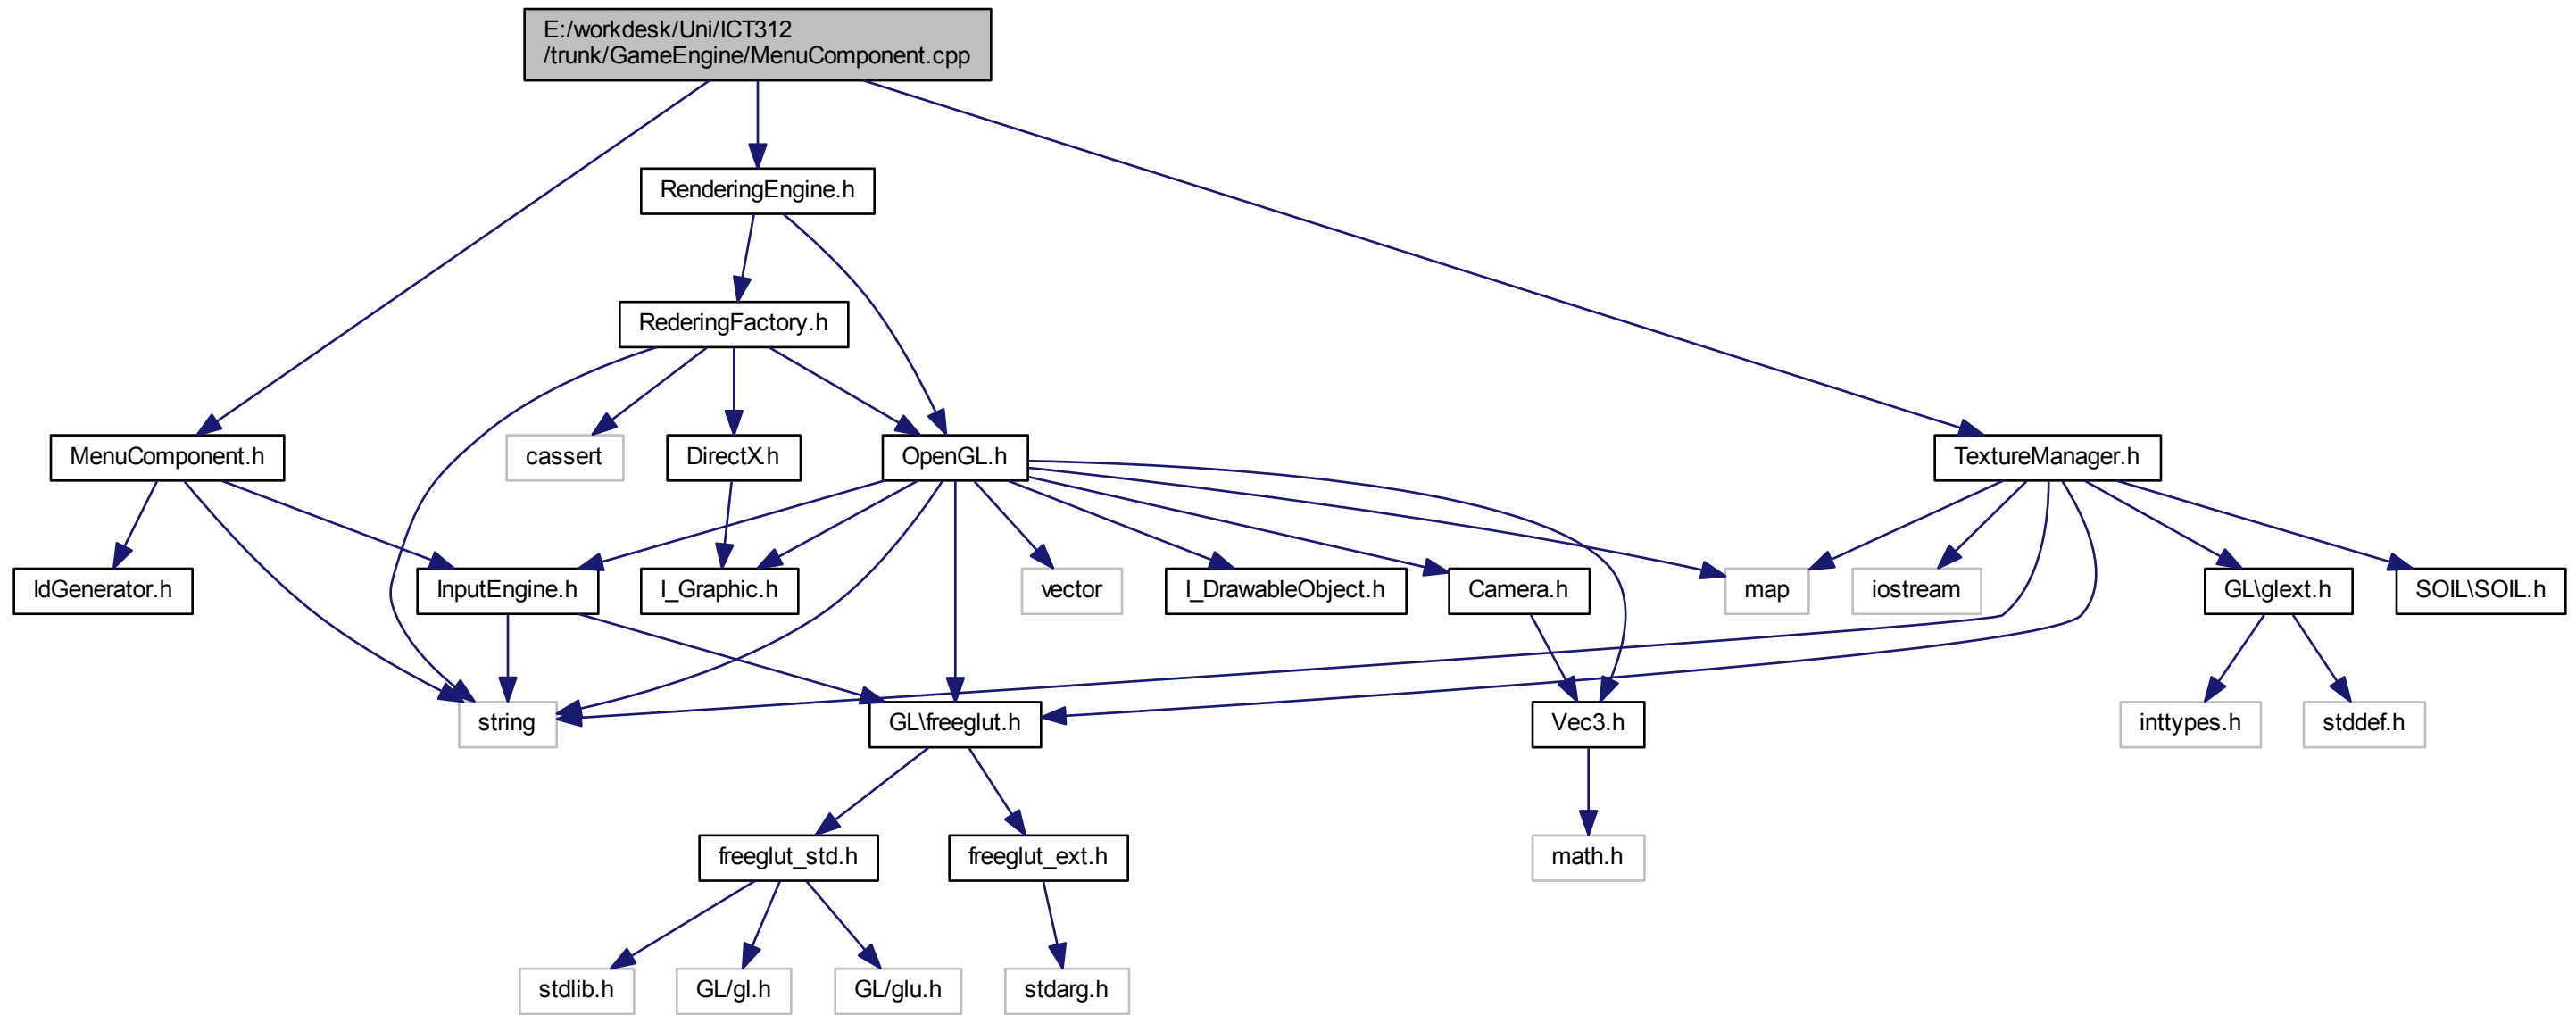 E:/workdesk/Uni/ICT312
/trunk/GameEngine/MenuComponent.cpp
RenderingEngine.h
RederingFactory.h
MenuComponent.h
cassert
DirectX.h
OpenGL.h
TextureManager.h
IdGenerator.h
InputEngine.h
I_Graphic.h
vector
I_DrawableObject.h
Camera.h
map
iostream
GL\glext.h
SOIL\SOIL.h
string
GL\freeglut.h
Vec3.h
inttypes.h
stddef.h
freeglut_std.h
freeglut_ext.h
math.h
stdlib.h
GL/gl.h
GL/glu.h
stdarg.h